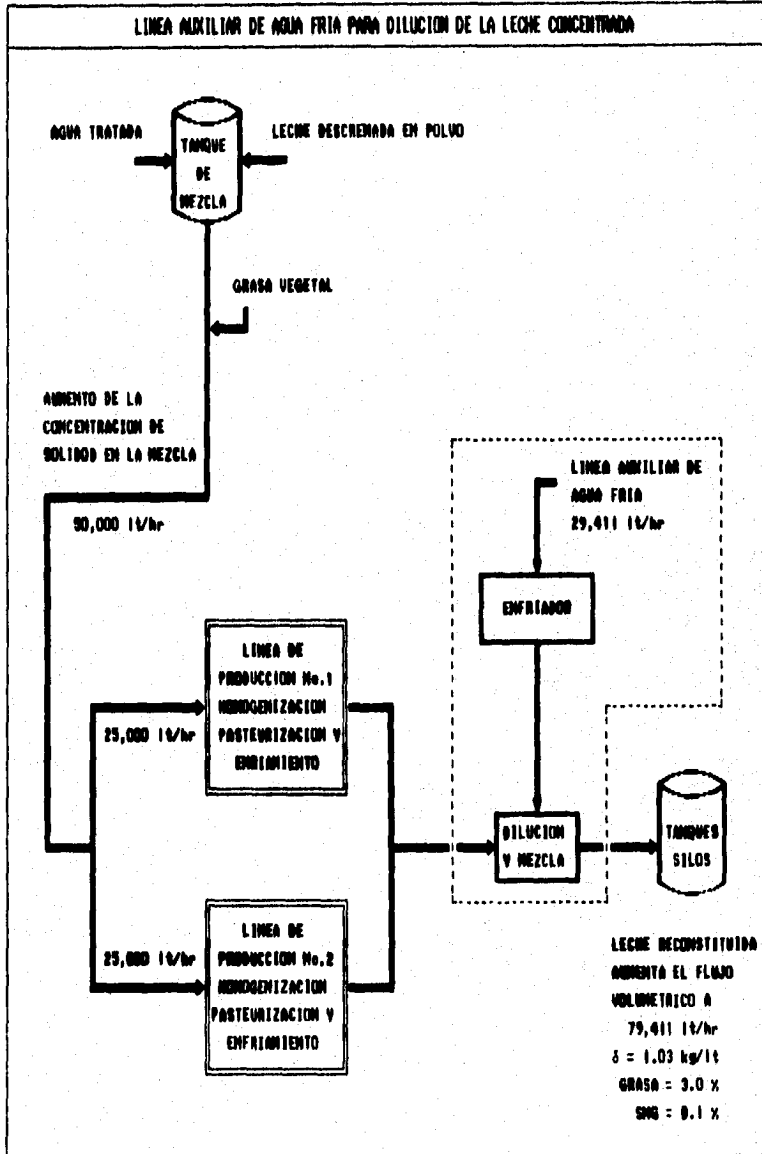 LINEA AUXILIAR DE AGUA FRIA PARA DILUCION DE LA LECHE CONCENTRADA
AGUA TRATADA
TANQUE
DE
MEZCLA
LECHE DESCREMADA EN POLVO
GRASA VEGETAL
AUMENTO DE LA
CONCENTRACION DE
SOLIDOS EN LA MEZCLA
50,000 lt/hr
LINEA AUXILIAR DE
AGUA FRIA
29,411 lt/hr
ENFRIADOR
LINEA DE
PRODUCCION No.1
HOMOGENIZACION
PASTEURIZACION Y
ENFRIAMIENTO
25,000 lt/hr
DILUCION
Y MEZCLA
TANQUES
SILOS
25,000 lt/hr
LINEA DE
PRODUCCION No.2
HOMOGENIZACION
PASTEURIZACION Y
ENFRIAMIENTO
LECHE RECONSTITUIDA
AUMENTA EL FLUJO
VOLUMETRICO A
79,411 lt/hr
δ = 1.03 kg/lt
GRASA = 3.0 %
SNG =